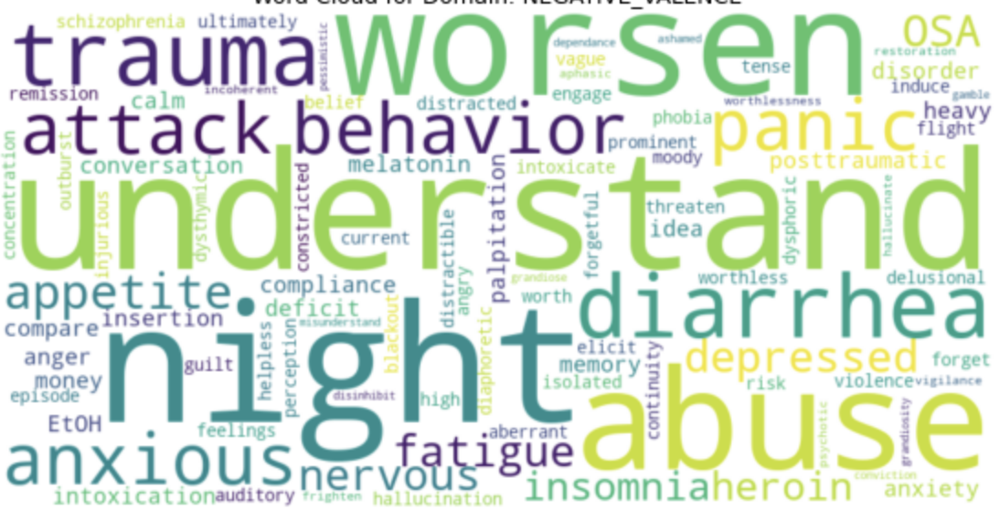 Word Cloud for Domain: NEGATIVE_VALENCE
schizophrenia
ultimately
trauma
pessimistic
worsen
dependance
ashamed
vague
aphasic
tense
OSA
restoration
disorder
remission
incoherent
calm
belief
distracted
engage
worthlessness
induce
gamble
attack
behavior
phobia
panic
heavy
flight
prominent
moody
posttraumatic
concentration
outburst
conversation
melatonin
intoxicate
understand
injurious
dysthymic
constricted
current
distractible
palpitation
forgetful
threaten
idea
dysphoric
hallucinate
angry
grandiose
worthless
delusional
appetite
compliance
deficit
worth
diarrhea
compare
insertion
misunderstand
blackout
night
anger
guilt
helpless
perception
diaphoretic
elicit
memory
continuity
depressed
forget
money
episode
disinhibit
high
isolated
risk
violence
vigilance
EtOH
feelings
aberrant
abuse
psychotic
grandiosity
anxious
fatigue
nervous
insomnia
heroin
conviction
anxiety
intoxication
auditory
frighten
hallucination